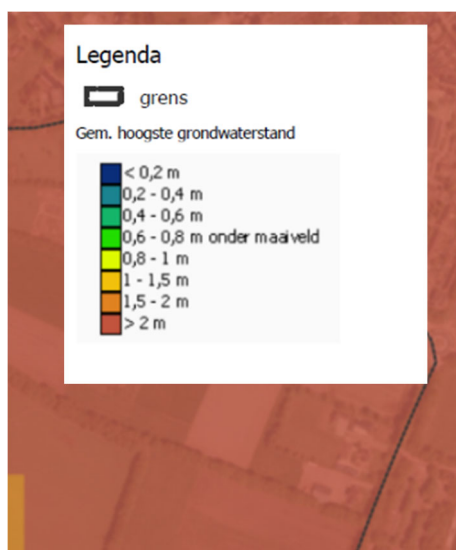 Legenda
grens
Gem. hoogste grondwaterstand
< 0,2 m
0,2 - 0,4 m
0,4 - 0,6 m
0,6 - 0,8 m onder maaiveld
0,8 - 1 m
1 - 1,5 m
1,5 - 2 m
> 2 m